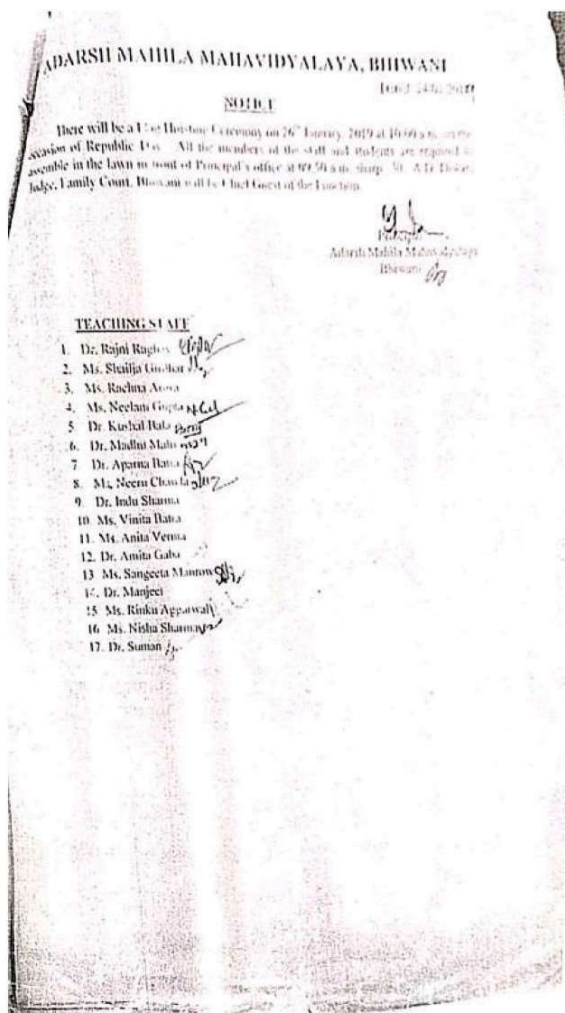 ADARSH MAHILA MAHAVIDYALAYA, BHIWANI
NOTICE
There will be a Flag Hoisting Ceremony on 26th January, 2019 at 10.00 a.m. on the
occasion of Republic Day. All the members of the staff and students are required to
assemble in the lawn in front of Principal's office at 09.50 a.m. sharp.
Judge, Family Court, Bhiwani will be Chief Guest of the Function.
Principal
Adarsh Mahila Mahavidyalaya
Bhiwani
TEACHING STAFF
1. Dr. Rajni Raghav
2. Ms. Shailja
3. Ms. Rachna Arora
4. Ms. Neelam Gupta
5 Dr. Kushal Bala
6. Dr. Madhu
7 Dr. Aparna Batra
8 Ms. Neeru Chawla
9 Dr. Indu Sharma
10. Ms. Vinita Batra
11. Ms. Anita Verma
12. Dr. Amita Gaba
13 Ms. Sangeeta
14. Dr. Manjeet
15 Ms. Rinku Aggarwal
16 Ms. Nisha Sharma
17. Dr. Suman